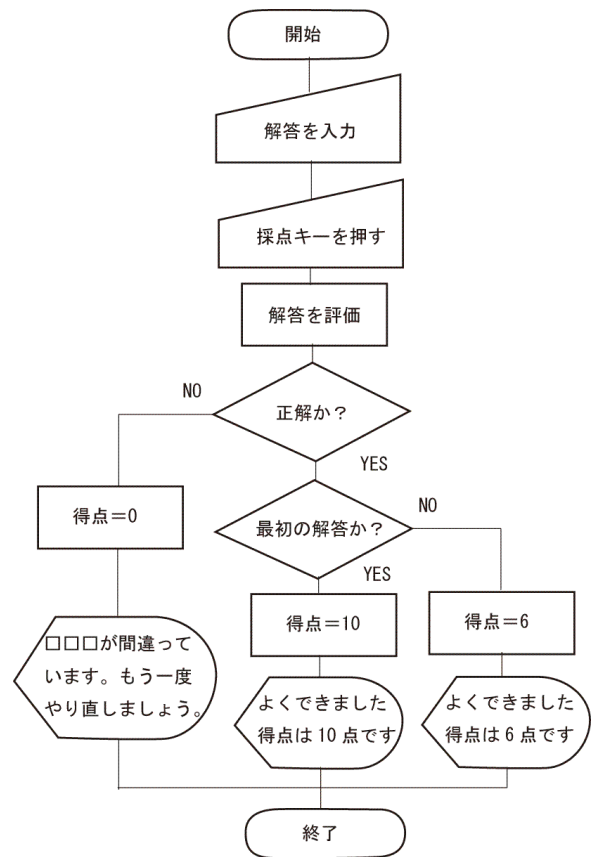 開始
解答を入力
採点キーを押す
解答を評価
正解か？
NO
YES
得点=0
最初の解答か？
NO
YES
得点=10
得点=6
□□□が間違って
います。もう一度
やり直しましょう。
よくできました
得点は10点です
よくできました
得点は6点です
終了